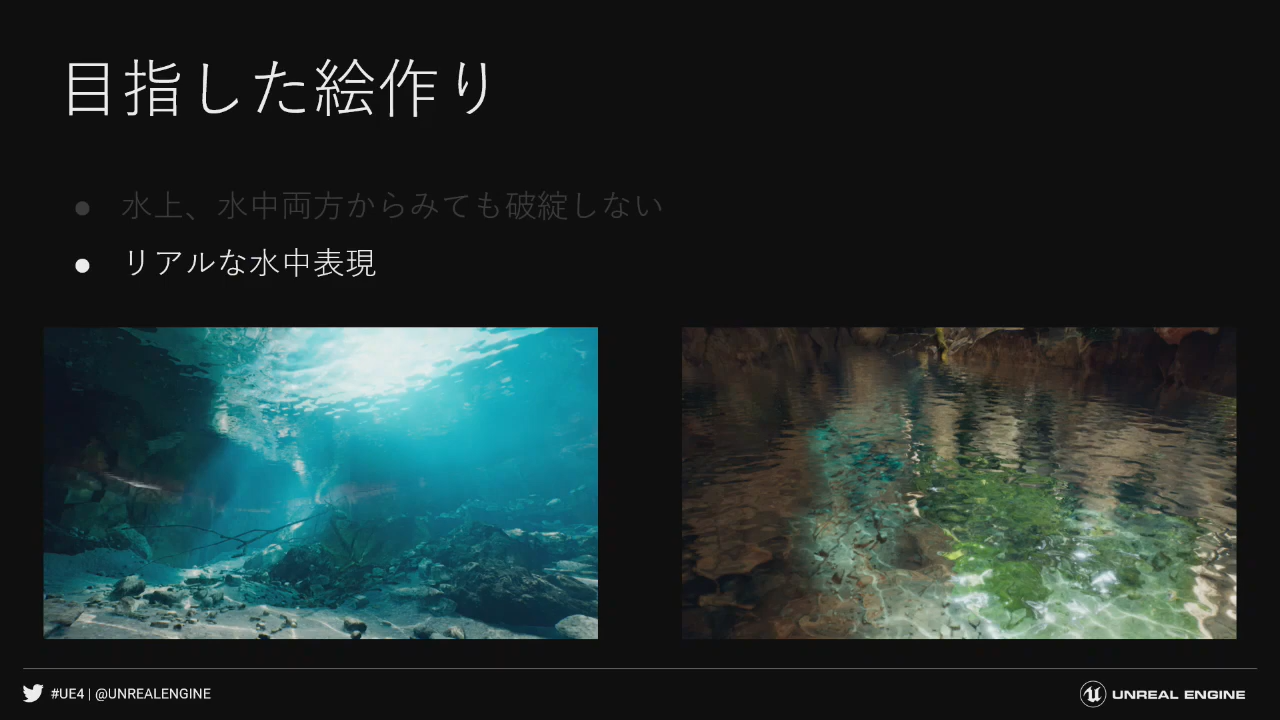 目指した絵作り
● 水上、水中両方からみても破綻しない
● リアルな水中表現
#UE4 | @UNREALENGINE
UNREAL ENGINE